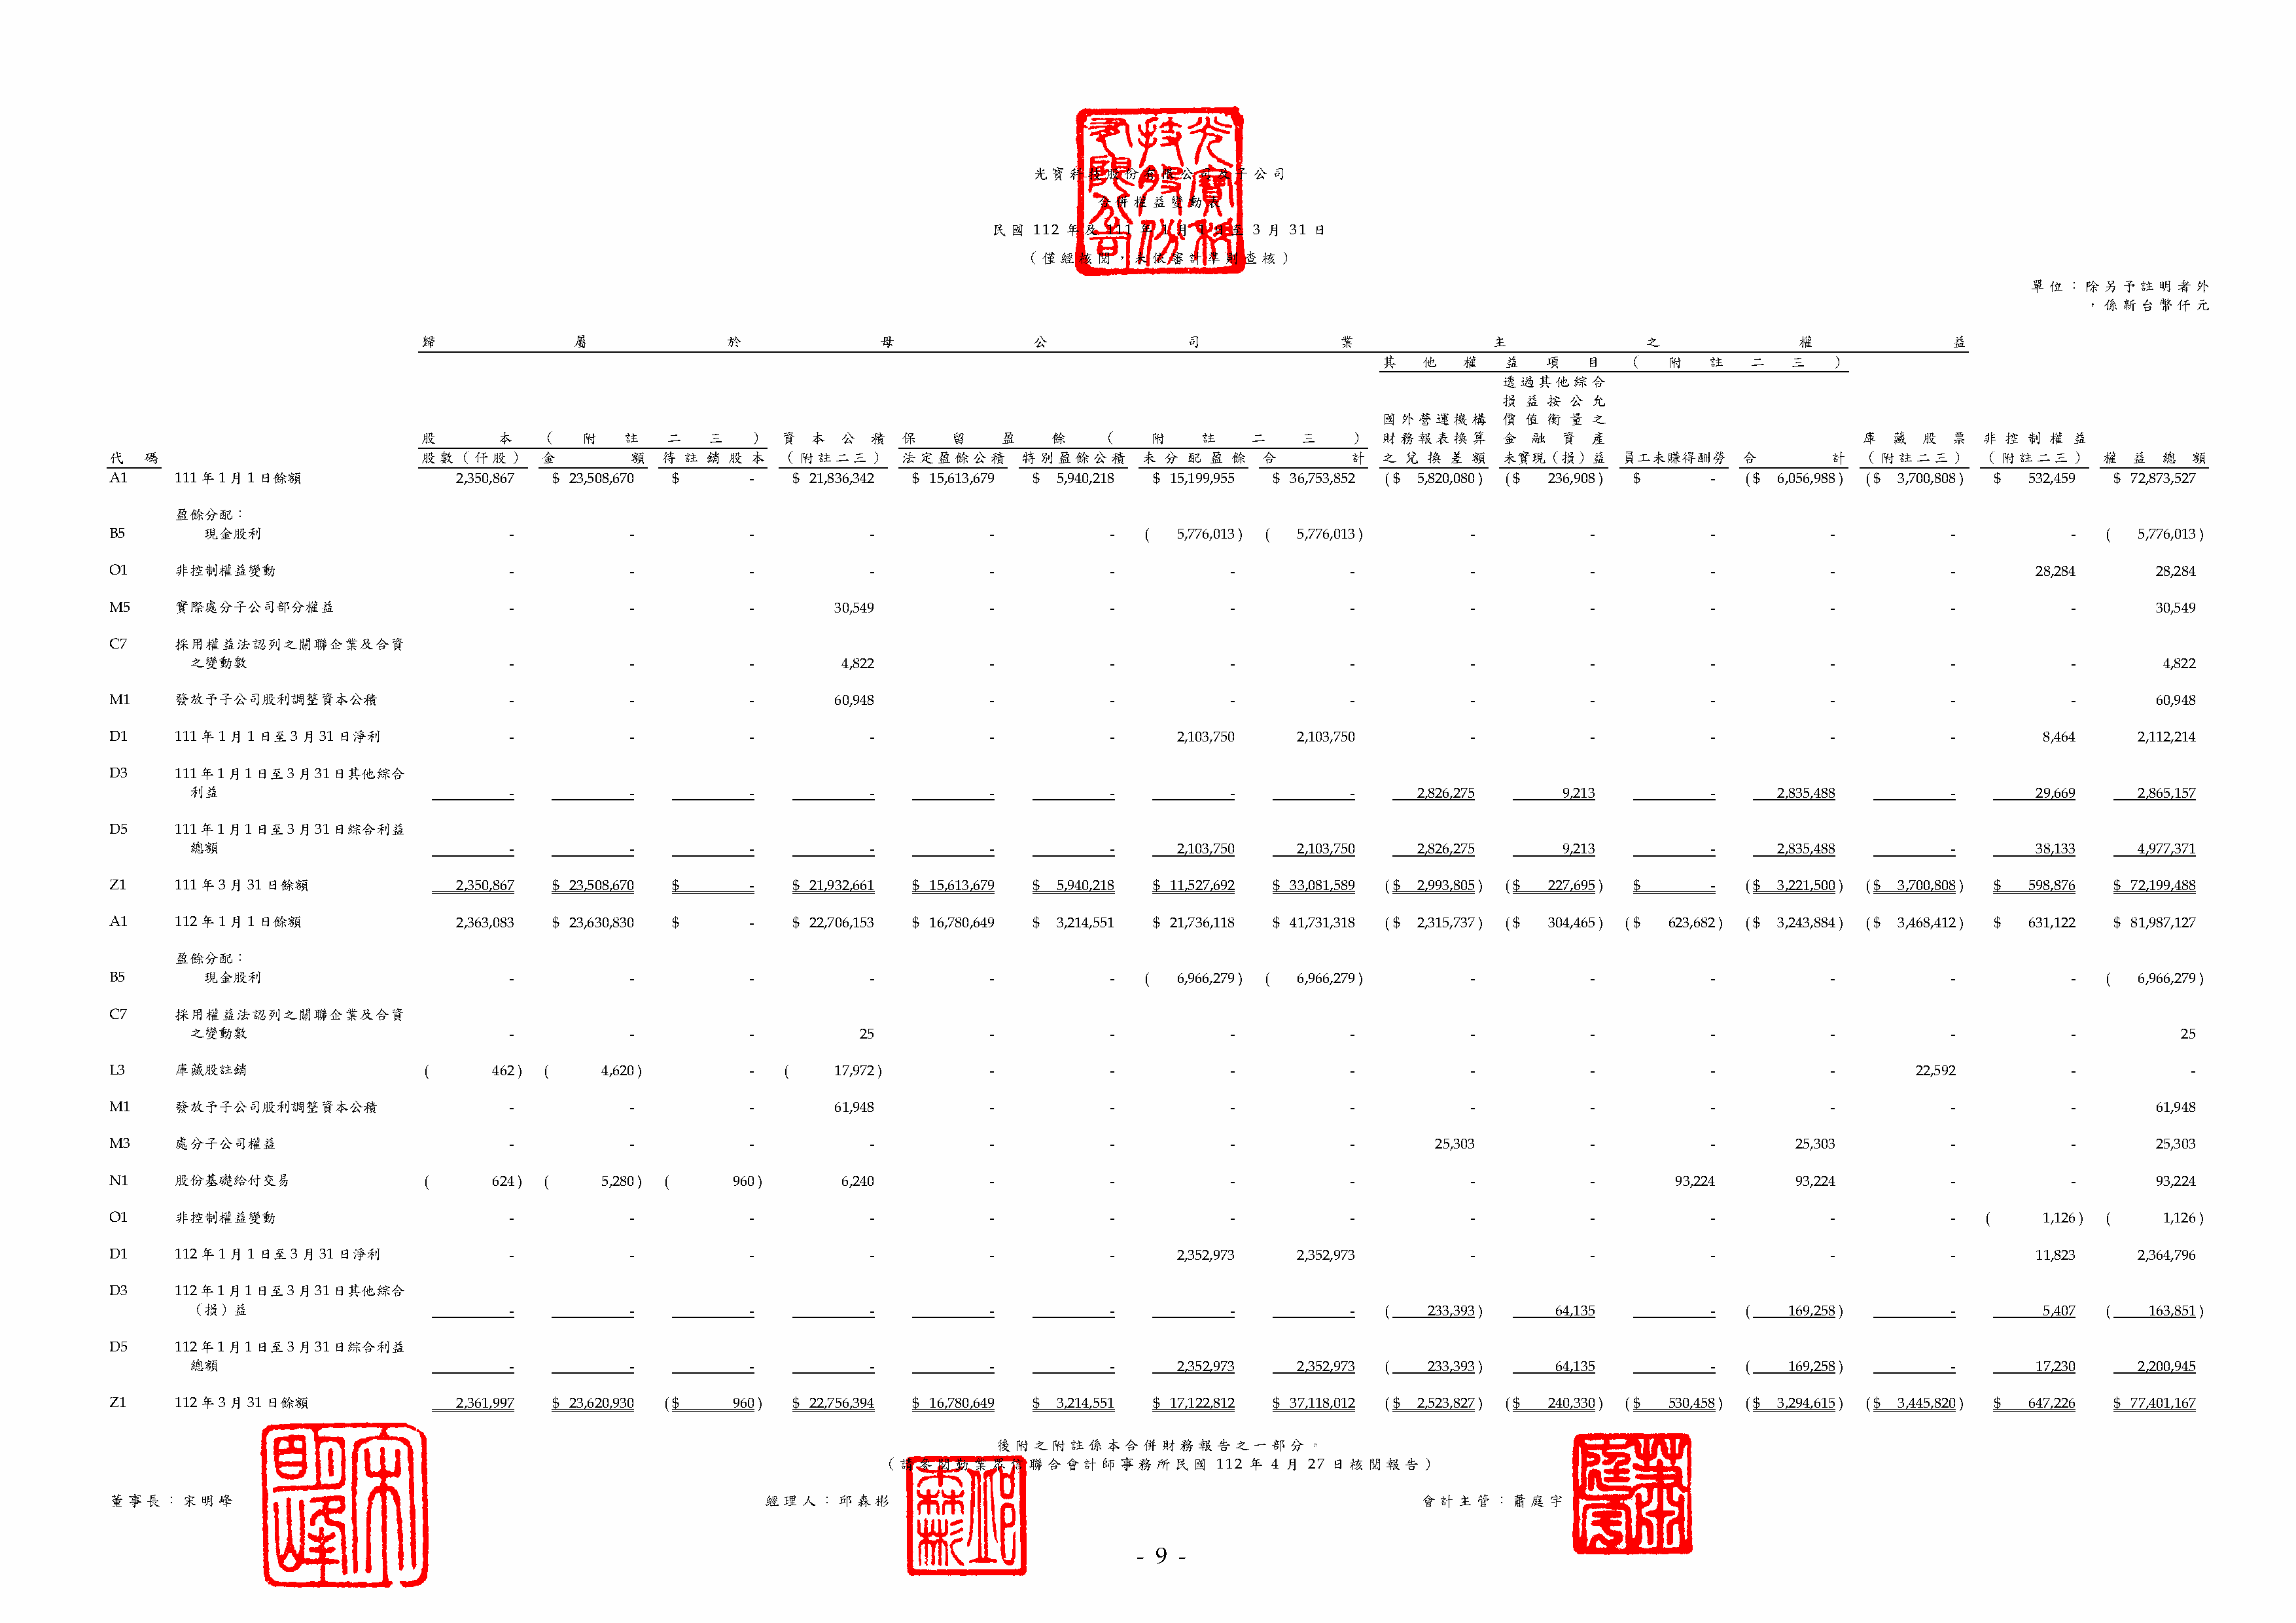 光寶科技股份有限公司及子公司
合併權益變動表
民國 112 年及 111 年 1 月 1 日至 3 月 31 日
（僅經核閱，未依審計準則查核）
單位：除另予註明者外
，係新台幣仟元
歸 屬 於 母 公 司 業 主 之 權 益
其 他 權 益 項 目 （ 附 註 二 三 ）
透過其他綜合
損益按公允
國外營運機構 價值衡量之
股 本 （ 附 註 二 三 ） 資 本 公 積 保 留 盈 餘 （ 附 註 二 三 ） 財務報表換算 金融資產 庫藏股票 非控制權益
代 碼 股數（仟股） 金 額 待註銷股本 （附註二三） 法定盈餘公積 特別盈餘公積 未分配盈餘 合 計 之兌換差額 未實現（損）益 員工未賺得酬勞 合 計 （附註二三） （附註二三） 權益總額
A1 111 年 1 月 1 日餘額 2,350,867 $ 23,508,670 $ - $ 21,836,342 $ 15,613,679 $ 5,940,218 $ 15,199,955 $ 36,753,852 ($ 5,820,080) ($ 236,908) $ - ($ 6,056,988) ($ 3,700,808) $ 532,459 $ 72,873,527
盈餘分配：
B5 現金股利 - - - - - - ( 5,776,013) ( 5,776,013) - - - - - - ( 5,776,013)
O1 非控制權益變動 - - - - - - - - - - - - - 28,284 28,284
M5 實際處分子公司部分權益 - - - 30,549 - - - - - - - - - - 30,549
C7 採用權益法認列之關聯企業及合資
之變動數 - - - 4,822 - - - - - - - - - - 4,822
M1 發放予子公司股利調整資本公積 - - - 60,948 - - - - - - - - - - 60,948
D1 111 年 1 月 1 日至 3 月 31 日淨利 - - - - - - 2,103,750 2,103,750 - - - - - 8,464 2,112,214
D3 111 年 1 月 1 日至 3 月 31 日其他綜合
利益 - - - - - - - - 2,826,275 9,213 - 2,835,488 - 29,669 2,865,157
D5 111 年 1 月 1 日至 3 月 31 日綜合利益
總額 - - - - - - 2,103,750 2,103,750 2,826,275 9,213 - 2,835,488 - 38,133 4,977,371
Z1 111 年 3 月 31 日餘額 2,350,867 $ 23,508,670 $ - $ 21,932,661 $ 15,613,679 $ 5,940,218 $ 11,527,692 $ 33,081,589 ($ 2,993,805) ($ 227,695) $ - ($ 3,221,500) ($ 3,700,808) $ 598,876 $ 72,199,488
A1 112 年 1 月 1 日餘額 2,363,083 $ 23,630,830 $ - $ 22,706,153 $ 16,780,649 $ 3,214,551 $ 21,736,118 $ 41,731,318 ($ 2,315,737) ($ 304,465) ($ 623,682) ($ 3,243,884) ($ 3,468,412) $ 631,122 $ 81,987,127
盈餘分配：
B5 現金股利 - - - - - - ( 6,966,279) ( 6,966,279) - - - - - - ( 6,966,279)
C7 採用權益法認列之關聯企業及合資
之變動數 - - - 25 - - - - - - - - - - 25
L3 庫藏股註銷 ( 462) ( 4,620) - ( 17,972) - - - - - - - - 22,592 - -
M1 發放予子公司股利調整資本公積 - - - 61,948 - - - - - - - - - - 61,948
M3 處分子公司權益 - - - - - - - - 25,303 - - 25,303 - - 25,303
N1 股份基礎給付交易 ( 624) ( 5,280) ( 960) 6,240 - - - - - - 93,224 93,224 - - 93,224
O1 非控制權益變動 - - - - - - - - - - - - - ( 1,126) ( 1,126)
D1 112 年 1 月 1 日至 3 月 31 日淨利 - - - - - - 2,352,973 2,352,973 - - - - - 11,823 2,364,796
D3 112 年 1 月 1 日至 3 月 31 日其他綜合
（損）益 - - - - - - - - ( 233,393) 64,135 - ( 169,258) - 5,407 ( 163,851)
D5 112 年 1 月 1 日至 3 月 31 日綜合利益
總額 - - - - - - 2,352,973 2,352,973 ( 233,393) 64,135 - ( 169,258) - 17,230 2,200,945
Z1 112 年 3 月 31 日餘額 2,361,997 $ 23,620,930 ($ 960) $ 22,756,394 $ 16,780,649 $ 3,214,551 $ 17,122,812 $ 37,118,012 ($ 2,523,827) ($ 240,330) ($ 530,458) ($ 3,294,615) ($ 3,445,820) $ 647,226 $ 77,401,167
後附之附註係本合併財務報告之一部分。
（請參閱勤業眾信聯合會計師事務所民國 112 年 4 月 27 日核閱報告）
董事長：宋明峰 經理人：邱森彬 會計主管：蕭庭宇
- 9 -